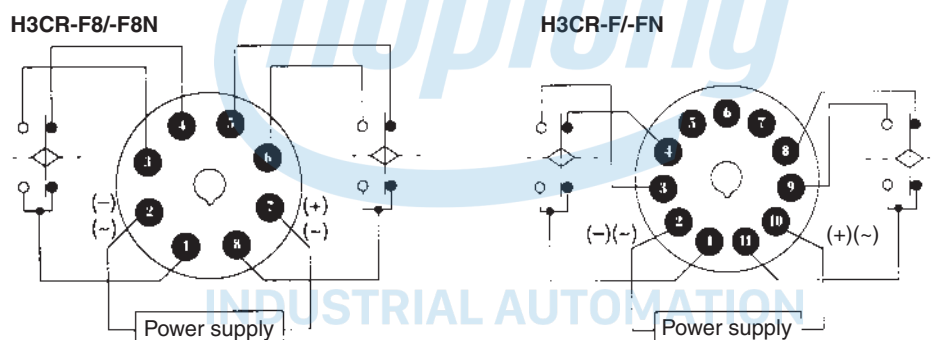 H3CR-F8/-F8N
H3CR-F/-FN
4 5
3 6
2 7
1 8
(−) (+)
(~) (~)
Power supply
6
5 7
4 8
3 9
2 10
1 11
(−)(~) (+)(~)
Power supply
INDUSTRIAL AUTOMATION